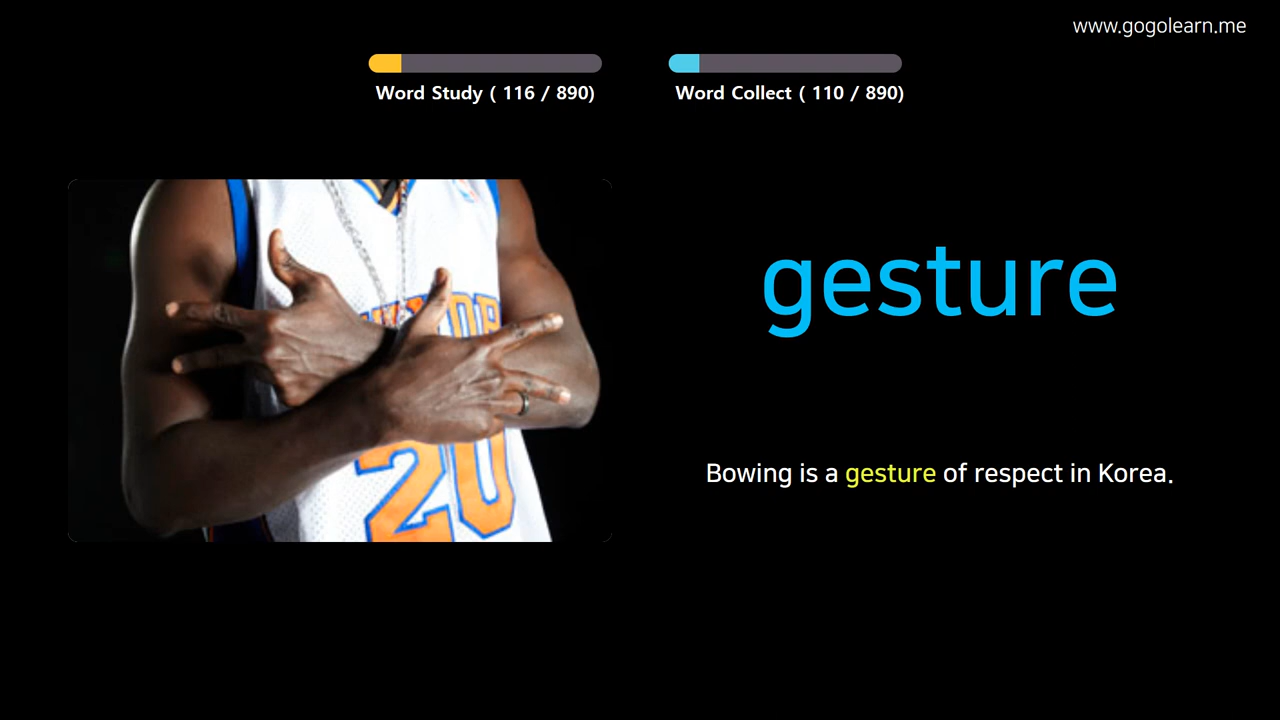 www.gogolearn.me
Word Study ( 116 / 890)
Word Collect ( 110 / 890)
gesture
Bowing is a gesture of respect in Korea.
20